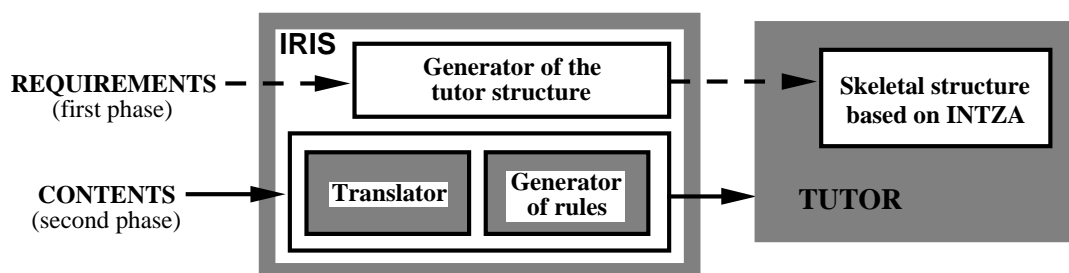 IRIS
REQUIREMENTS
(first phase)
Generator of the
tutor structure
Skeletal structure
based on INTZA
CONTENTS
(second phase)
Translator
Generator
of rules
TUTOR